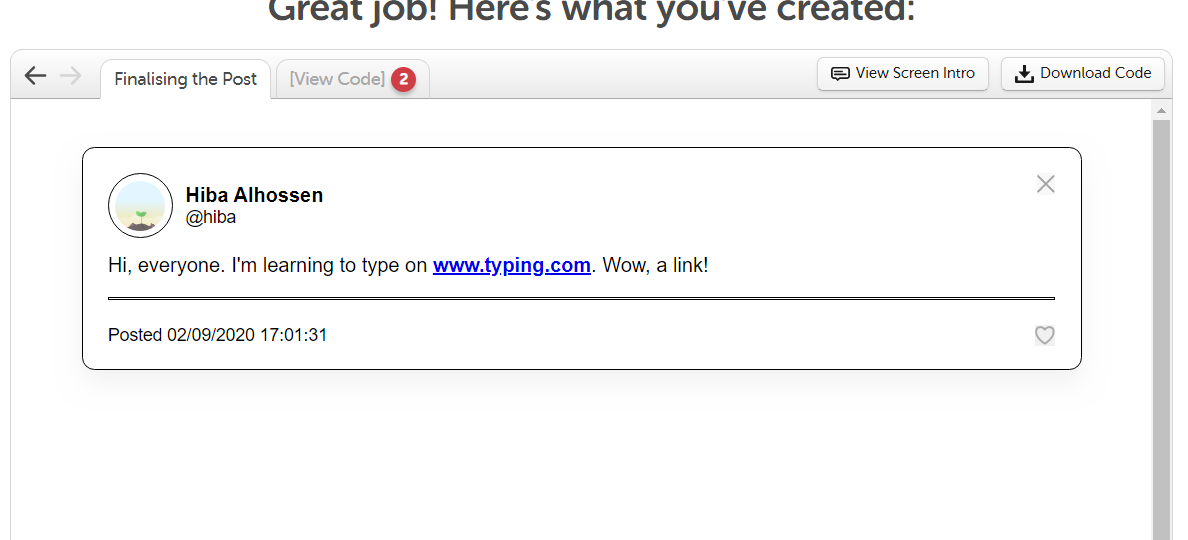 Great job! Here's what you've created:
Finalising the Post
[View Code] 2
View Screen Intro
Download Code
Hiba Alhossen
@hiba
Hi, everyone. I'm learning to type on www.typing.com. Wow, a link!
Posted 02/09/2020 17:01:31